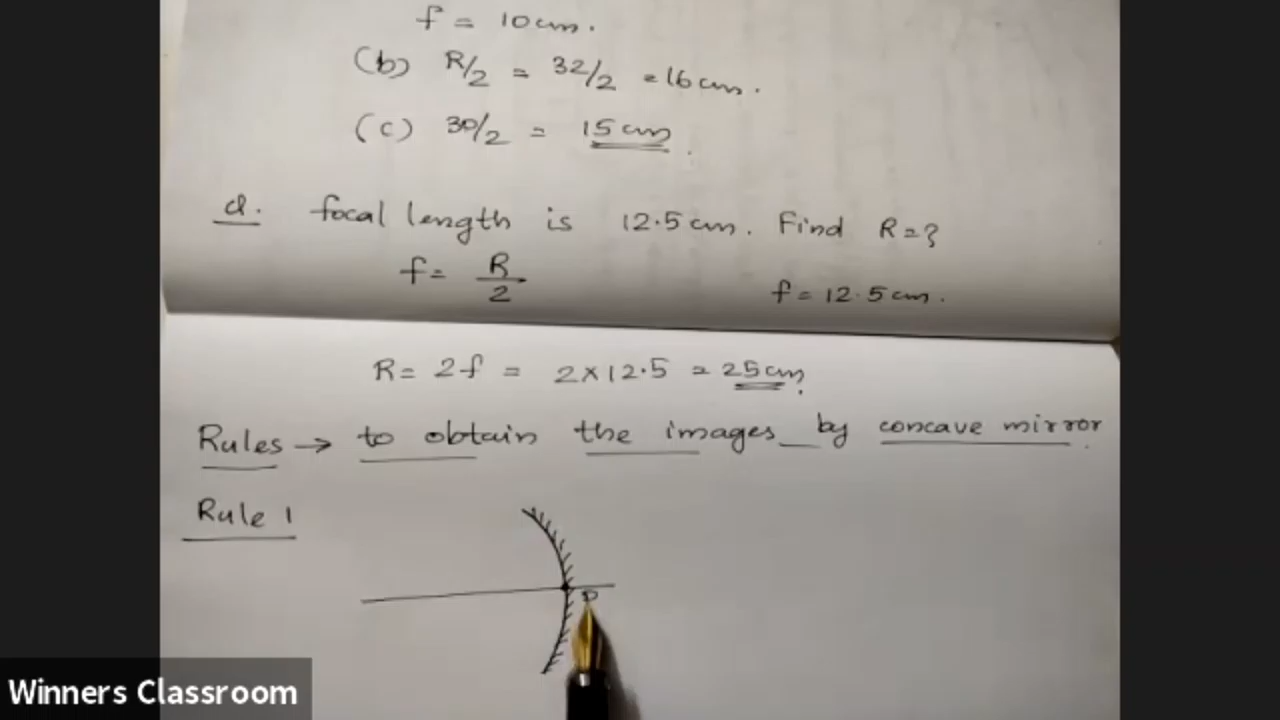 f = 10cm.
(b) R/2 = 32/2 = 16cm.
(c) 30/2 = 15cm.
Q. focal length is 12.5cm. Find R=?
f = R/2 f = 12.5cm.
R = 2f = 2×12.5 = 25cm.
Rules → to obtain the images by concave mirror.
Rule 1
P
Winners Classroom